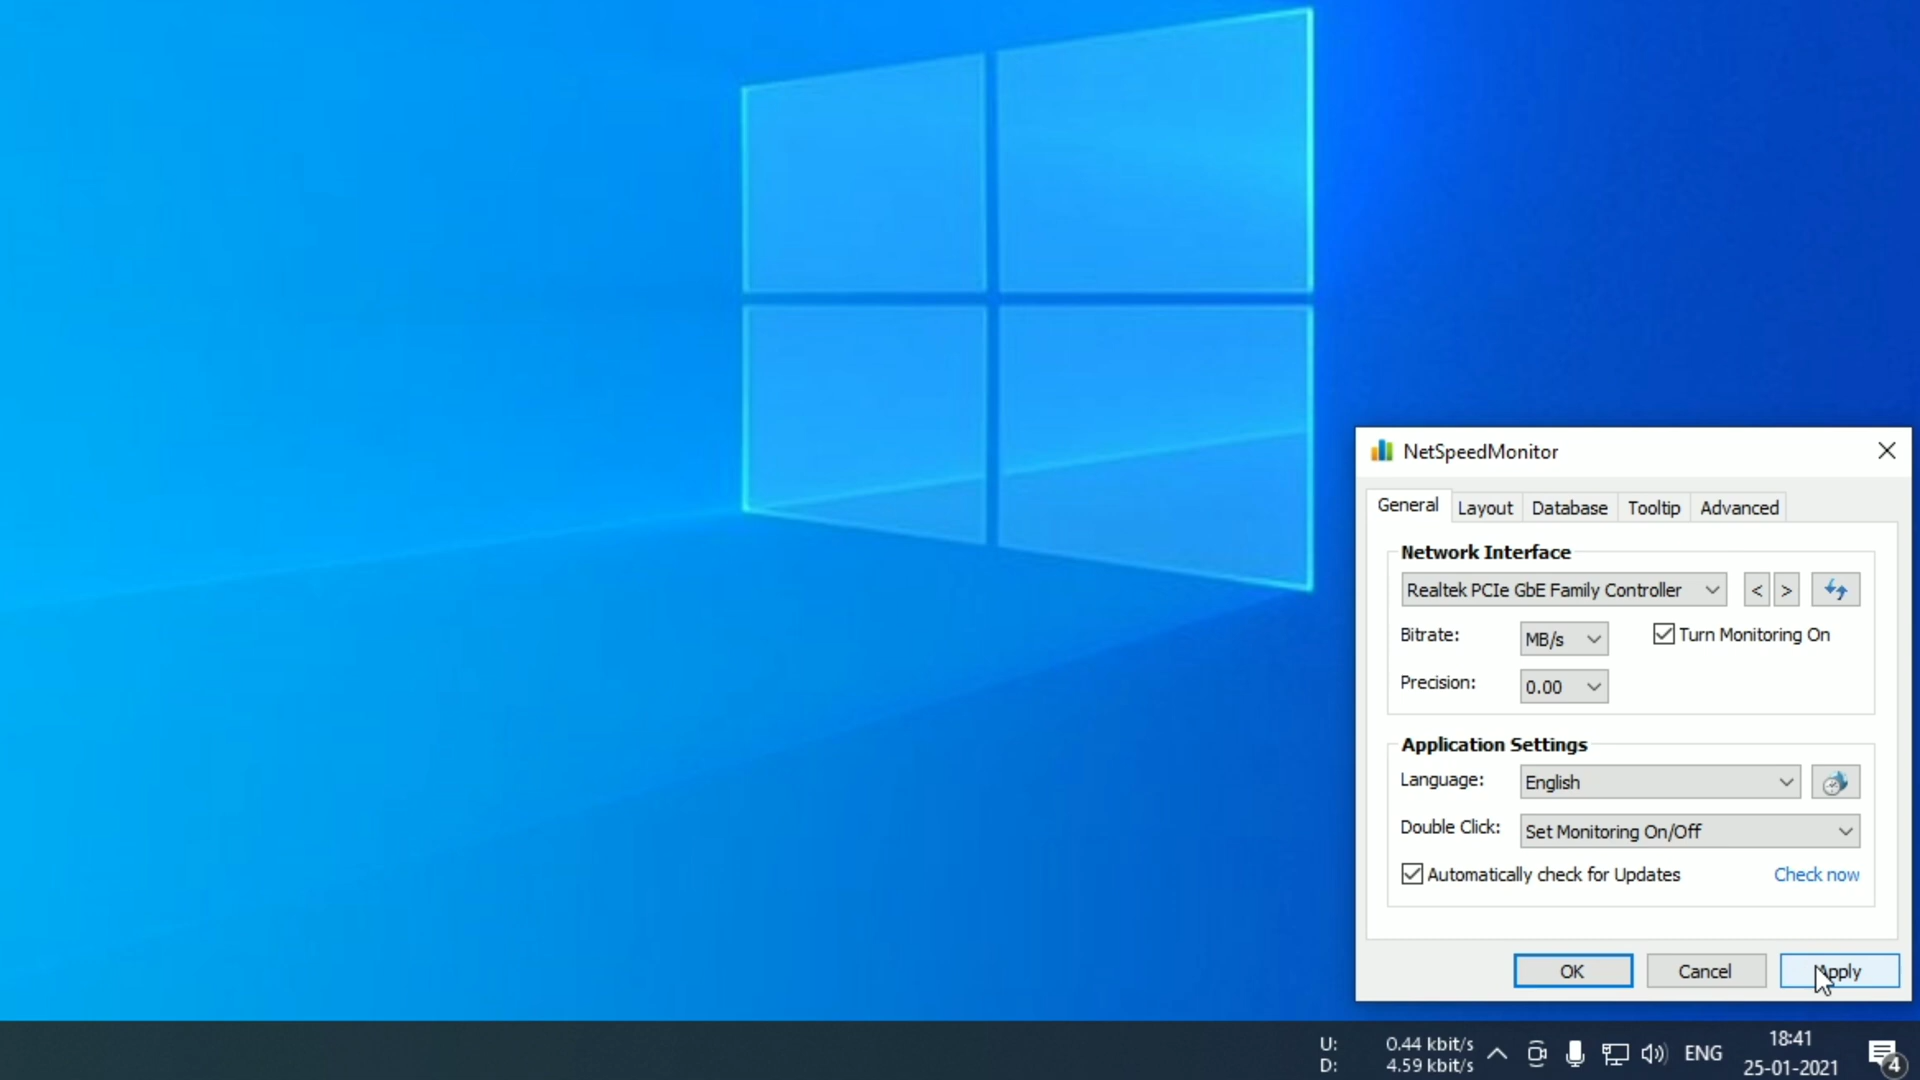 NetSpeedMonitor
General Layout Database Tooltip Advanced
Network Interface
Realtek PCIe GbE Family Controller < >
Bitrate: MB/s Turn Monitoring On
Precision: 0.00
Application Settings
Language: English
Double Click: Set Monitoring On/Off
Automatically check for Updates Check now
OK Cancel Apply
U: 0.44 kbit/s
D: 4.59 kbit/s
ENG
18:41
25-01-2021
4